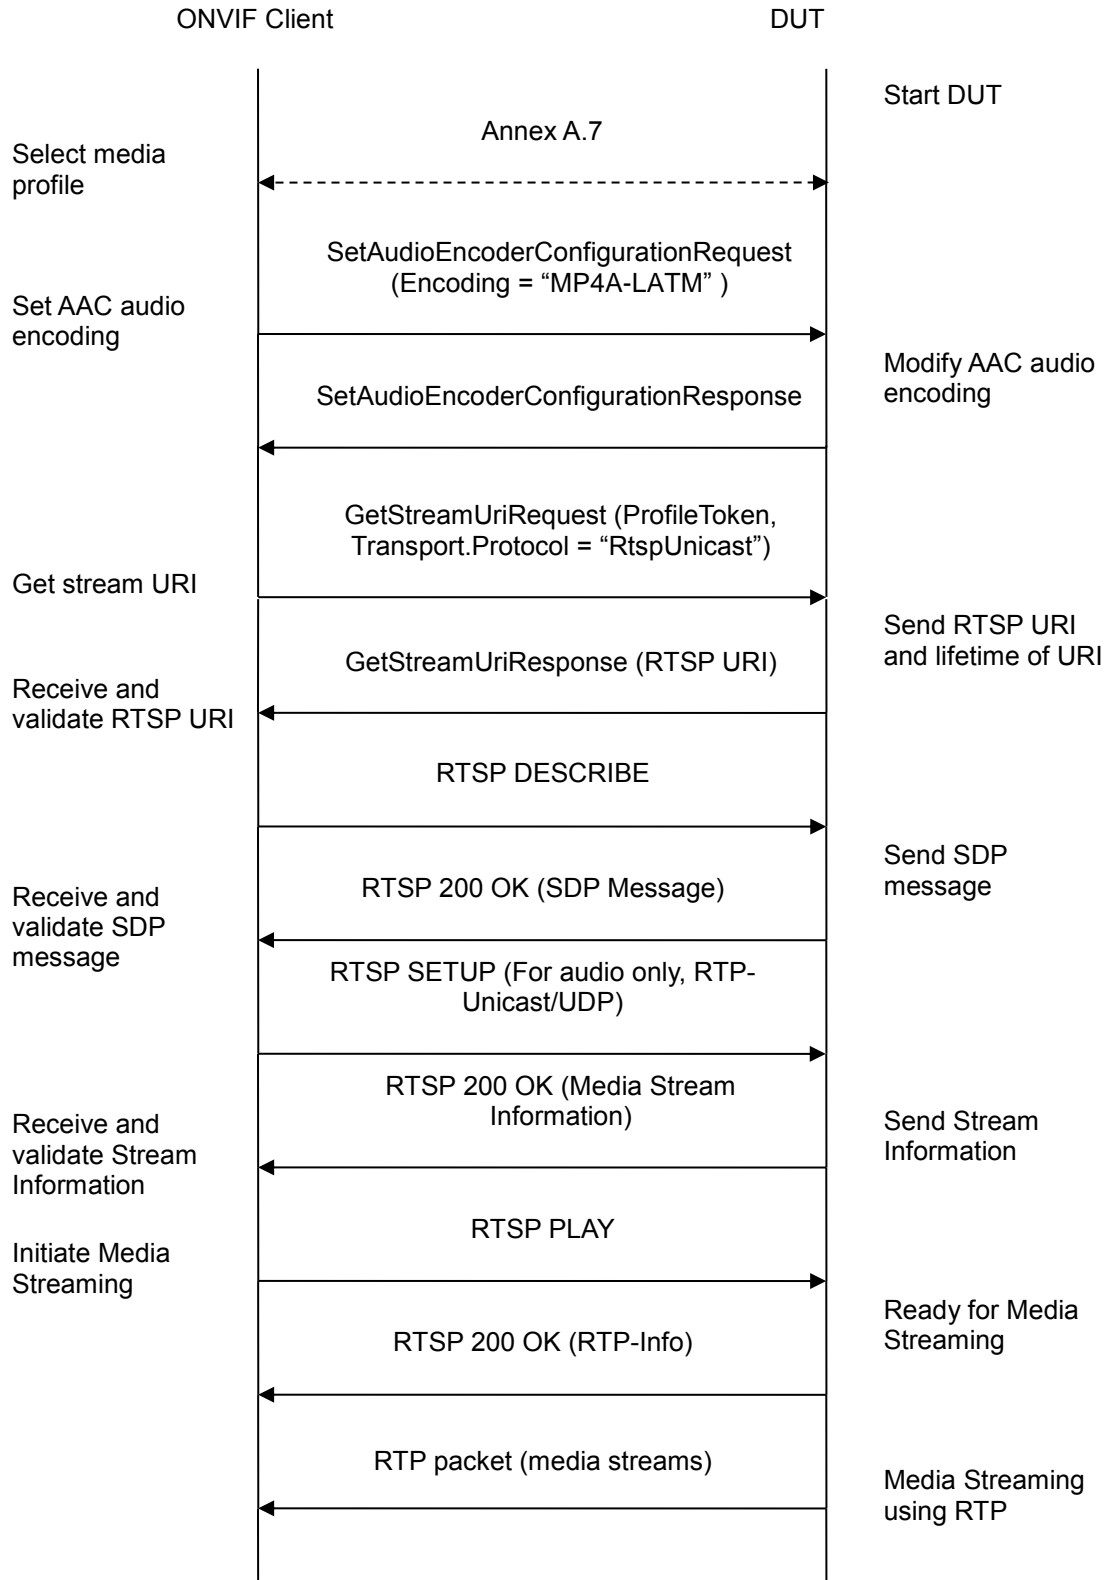 ONVIF Client
DUT
Start DUT
Annex A.7
Select media
profile
SetAudioEncoderConfigurationRequest
(Encoding = “MP4A-LATM” )
Set AAC audio
encoding
Modify AAC audio
encoding
SetAudioEncoderConfigurationResponse
GetStreamUriRequest (ProfileToken,
Transport.Protocol = “RtspUnicast”)
Get stream URI
Send RTSP URI
and lifetime of URI
GetStreamUriResponse (RTSP URI)
Receive and
validate RTSP URI
RTSP DESCRIBE
Send SDP
message
RTSP 200 OK (SDP Message)
Receive and
validate SDP
message
RTSP SETUP (For audio only, RTP-
Unicast/UDP)
RTSP 200 OK (Media Stream
Information)
Receive and
validate Stream
Information
Send Stream
Information
RTSP PLAY
Initiate Media
Streaming
Ready for Media
Streaming
RTSP 200 OK (RTP-Info)
RTP packet (media streams)
Media Streaming
using RTP